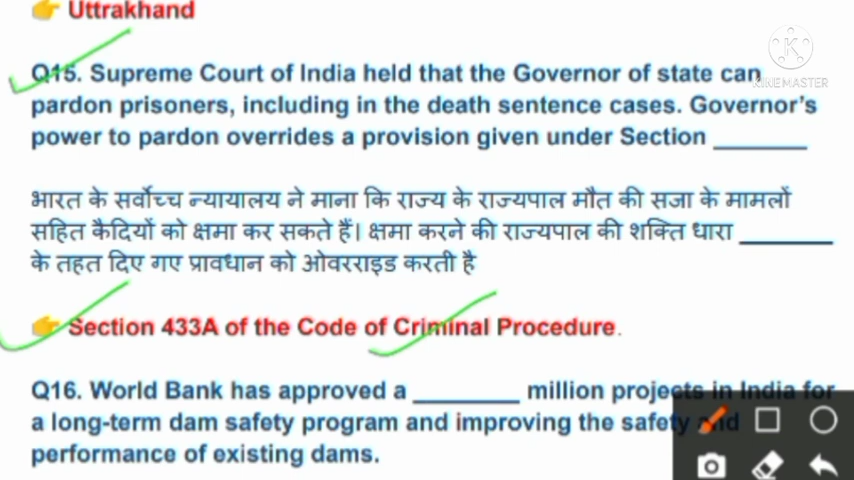 👉 Uttrakhand
KINEMASTER
Q15. Supreme Court of India held that the Governor of state can
pardon prisoners, including in the death sentence cases. Governor's
power to pardon overrides a provision given under Section ______
भारत के सर्वोच्च न्यायालय ने माना कि राज्य के राज्यपाल मौत की सजा के मामलों
सहित कैदियों को क्षमा कर सकते हैं। क्षमा करने की राज्यपाल की शक्ति धारा ______
के तहत दिए गए प्रावधान को ओवरराइड करती है
👉 Section 433A of the Code of Criminal Procedure.
Q16. World Bank has approved a ______ million projects in India for
a long-term dam safety program and improving the safety and
performance of existing dams.